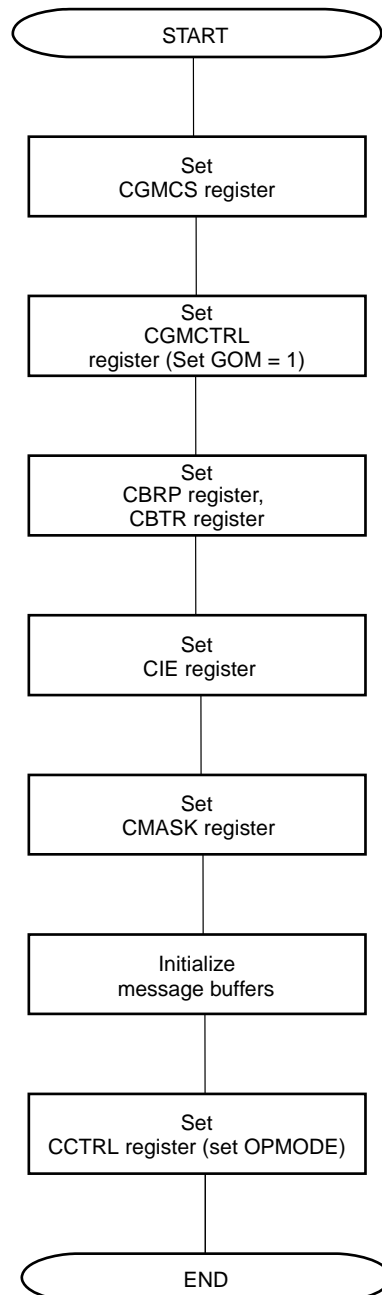 START
Set
CGMCS register
Set
CGMCTRL
register (Set GOM = 1)
Set
CBRP register,
CBTR register
Set
CIE register
Set
CMASK register
Initialize
message buffers
Set
CCTRL register (set OPMODE)
END